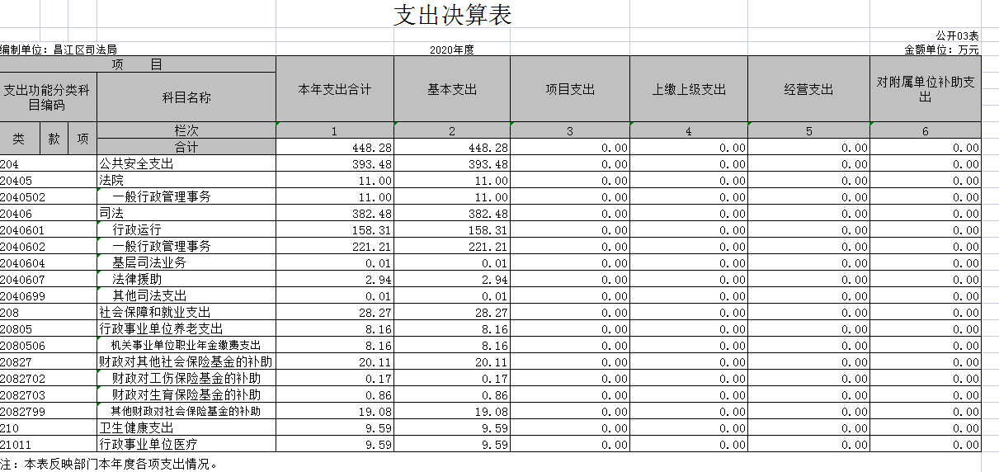 支出决算表
公开03表
编制单位：昌江区司法局 2020年度 金额单位：万元
项 目 本年支出合计 基本支出 项目支出 上缴上级支出 经营支出 对附属单位补助支出
支出功能分类科目编码 科目名称
类 款 项 栏次 1 2 3 4 5 6
合计 448.28 448.28 0.00 0.00 0.00 0.00
204 公共安全支出 393.48 393.48 0.00 0.00 0.00 0.00
20405 法院 11.00 11.00 0.00 0.00 0.00 0.00
2040502 一般行政管理事务 11.00 11.00 0.00 0.00 0.00 0.00
20406 司法 382.48 382.48 0.00 0.00 0.00 0.00
2040601 行政运行 158.31 158.31 0.00 0.00 0.00 0.00
2040602 一般行政管理事务 221.21 221.21 0.00 0.00 0.00 0.00
2040604 基层司法业务 0.01 0.01 0.00 0.00 0.00 0.00
2040607 法律援助 2.94 2.94 0.00 0.00 0.00 0.00
2040699 其他司法支出 0.01 0.01 0.00 0.00 0.00 0.00
208 社会保障和就业支出 28.27 28.27 0.00 0.00 0.00 0.00
20805 行政事业单位养老支出 8.16 8.16 0.00 0.00 0.00 0.00
2080506 机关事业单位职业年金缴费支出 8.16 8.16 0.00 0.00 0.00 0.00
20827 财政对其他社会保险基金的补助 20.11 20.11 0.00 0.00 0.00 0.00
2082702 财政对工伤保险基金的补助 0.17 0.17 0.00 0.00 0.00 0.00
2082703 财政对生育保险基金的补助 0.86 0.86 0.00 0.00 0.00 0.00
2082799 其他财政对社会保险基金的补助 19.08 19.08 0.00 0.00 0.00 0.00
210 卫生健康支出 9.59 9.59 0.00 0.00 0.00 0.00
21011 行政事业单位医疗 9.59 9.59 0.00 0.00 0.00 0.00
注：本表反映部门本年度各项支出情况。